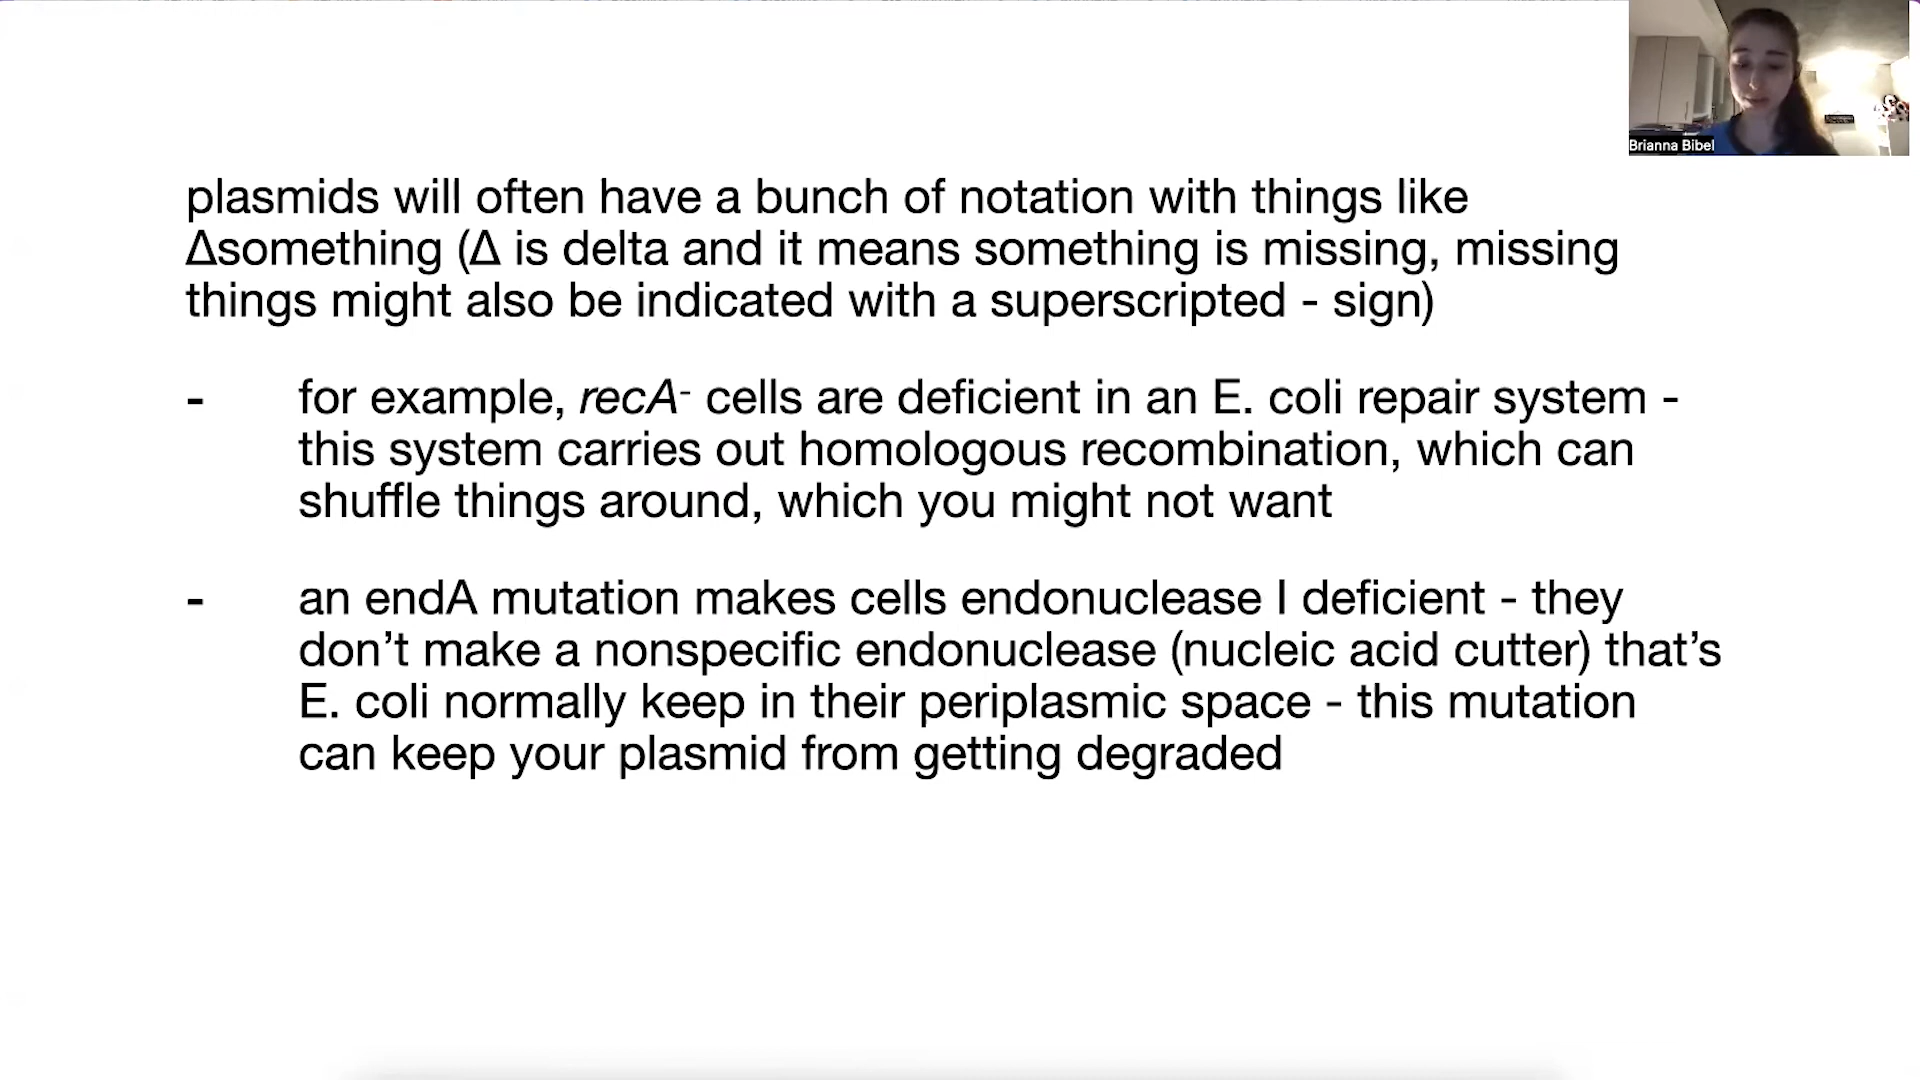 Brianna Bibel
plasmids will often have a bunch of notation with things like
Δsomething (Δ is delta and it means something is missing, missing
things might also be indicated with a superscripted - sign)
- for example, recA- cells are deficient in an E. coli repair system -
this system carries out homologous recombination, which can
shuffle things around, which you might not want
- an endA mutation makes cells endonuclease I deficient - they
don’t make a nonspecific endonuclease (nucleic acid cutter) that’s
E. coli normally keep in their periplasmic space - this mutation
can keep your plasmid from getting degraded